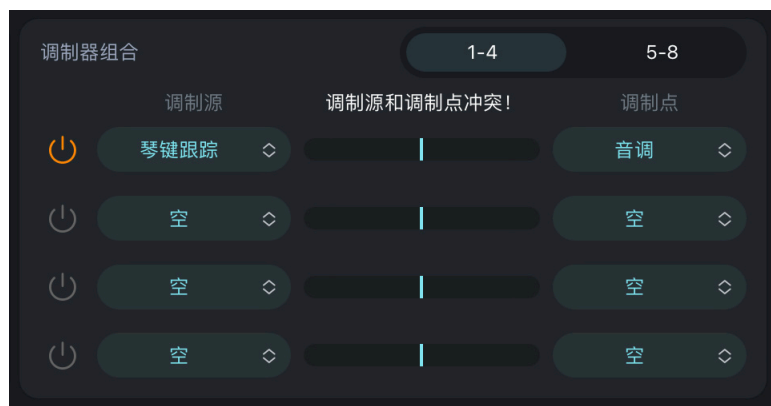 调制器组合 1-4 5-8
调制源 调制源和调制点冲突！ 调制点
琴键跟踪 音调
空 空
空 空
空 空